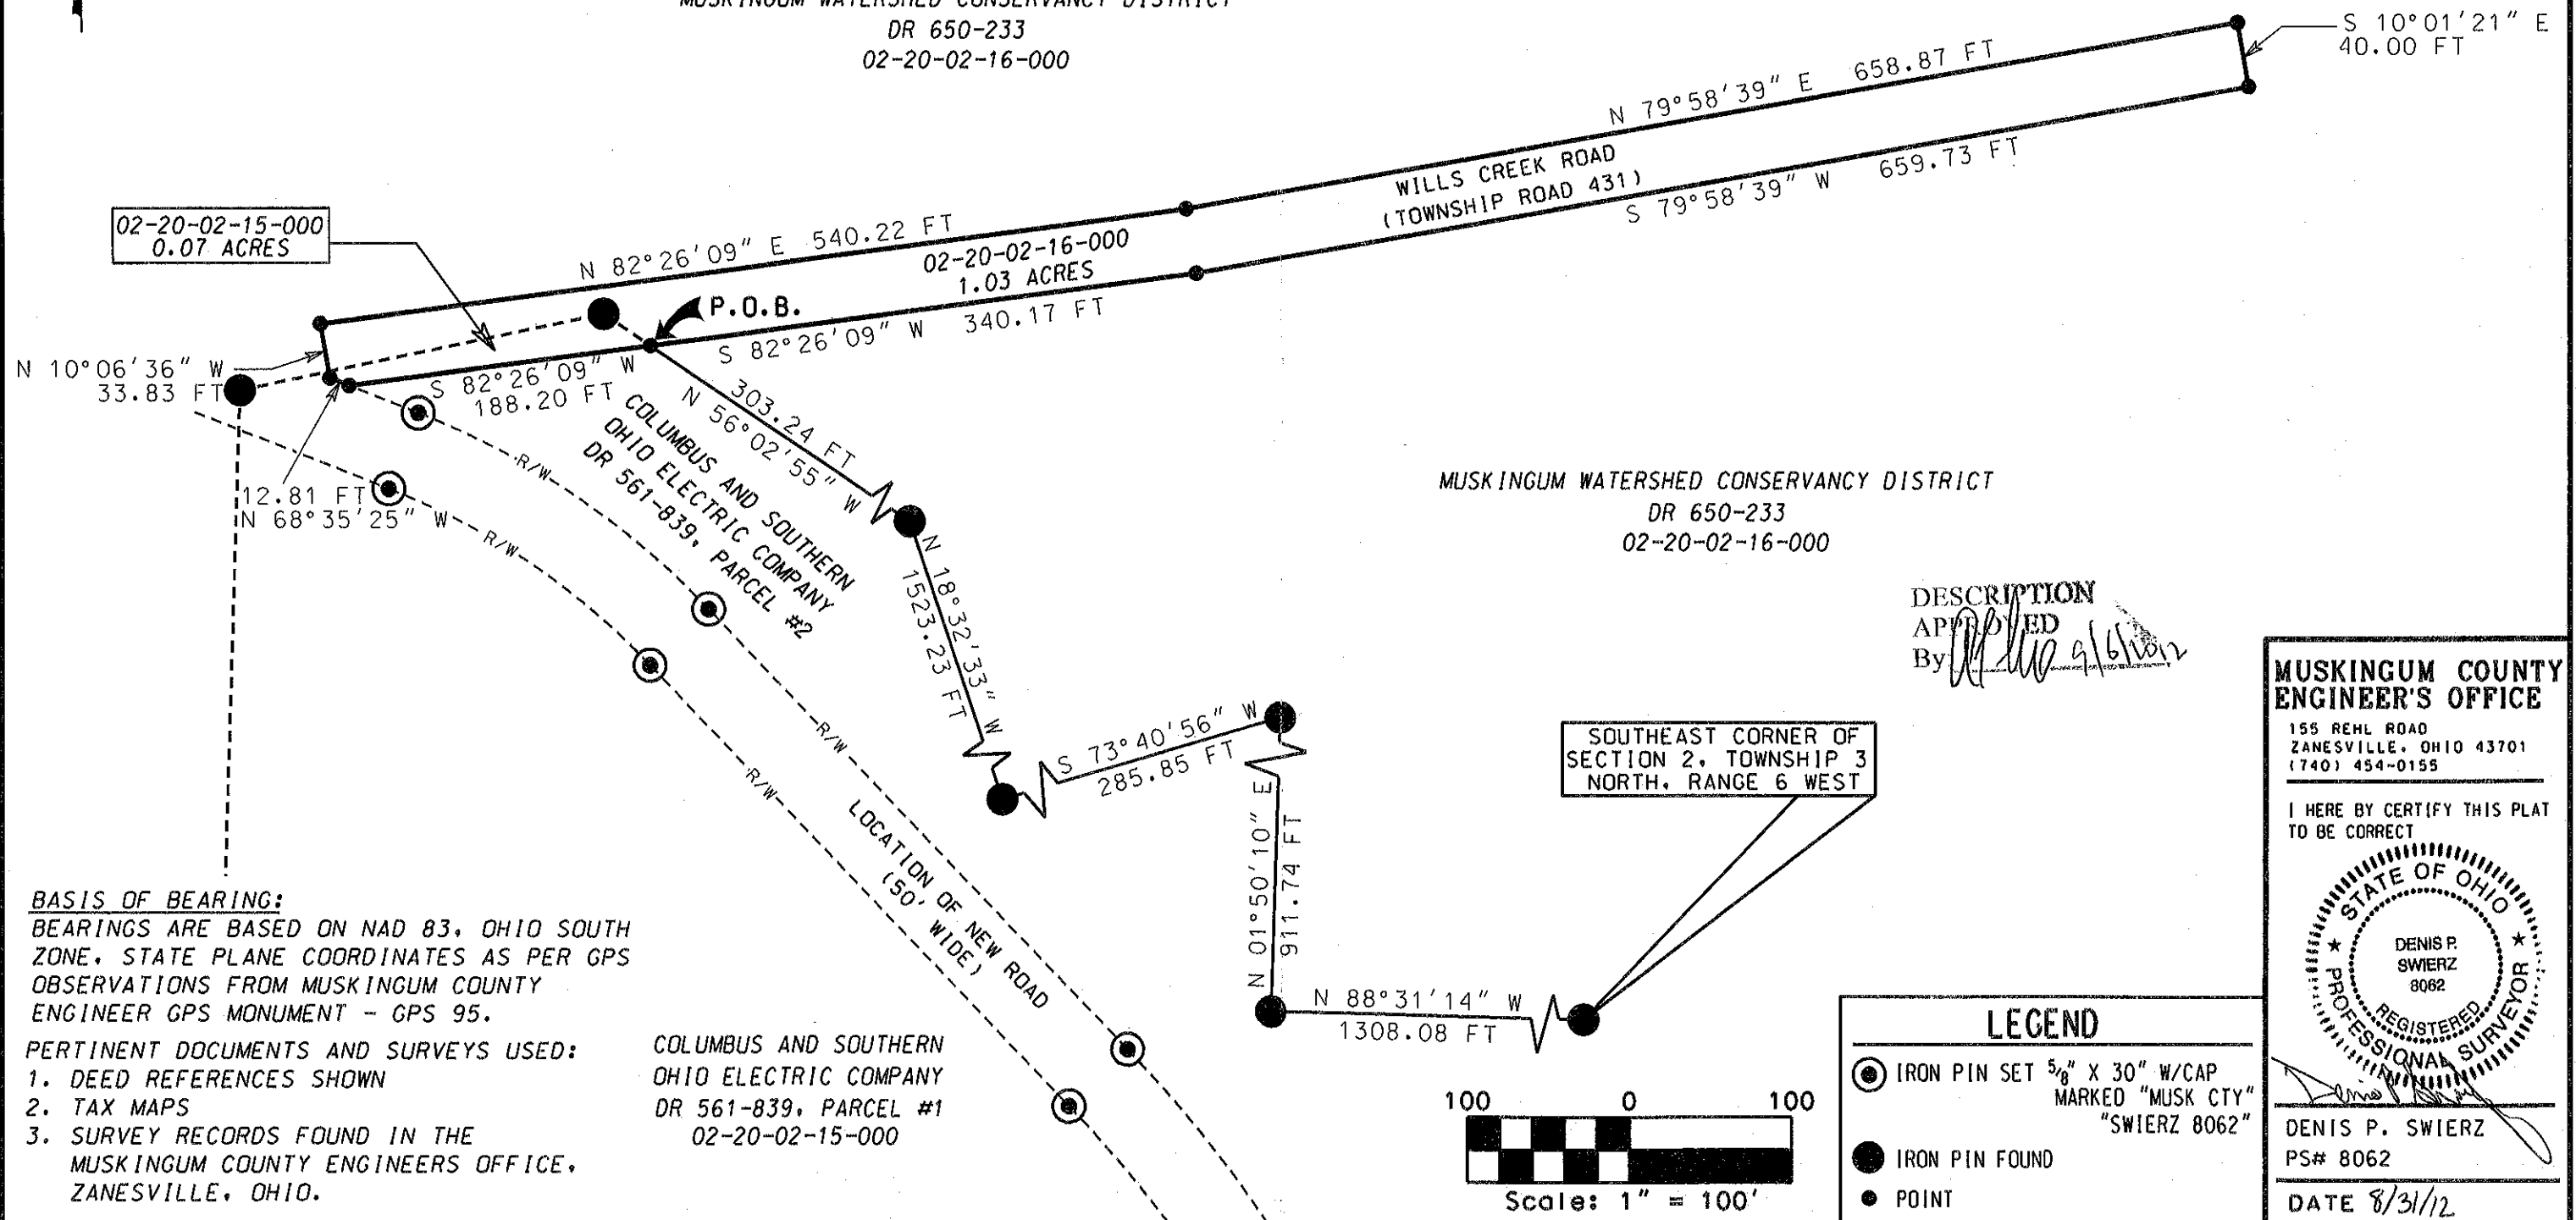 MUSKINGUM WATERSHED CONSERVANCY DISTRICT
DR 650-233
02-20-02-16-000
S 10°01'21" E
40.00 FT
N 79°58'39" E 658.87 FT
WILLS CREEK ROAD
(TOWNSHIP ROAD 431)
S 79°58'39" W 659.73 FT
02-20-02-15-000
0.07 ACRES
N 82°26'09" E 540.22 FT
02-20-02-16-000
1.03 ACRES
P.O.B.
S 82°26'09" W 340.17 FT
N 10°06'36" W
33.83 FT
S 82°26'09" W
188.20 FT
303.24 FT
N 56°02'55" W
COLUMBUS AND SOUTHERN
OHIO ELECTRIC COMPANY
DR 561-839, PARCEL #2
12.81 FT
N 68°35'25" W
R/W
R/W
R/W
R/W
N 18°32'33" W
1523.23 FT
MUSKINGUM WATERSHED CONSERVANCY DISTRICT
DR 650-233
02-20-02-16-000
DESCRIPTION
APPROVED
By 9/6/2012
S 73°40'56" W
285.85 FT
N 01°50'10" E
911.74 FT
SOUTHEAST CORNER OF
SECTION 2, TOWNSHIP 3
NORTH, RANGE 6 WEST
N 88°31'14" W
1308.08 FT
LOCATION OF NEW ROAD
(50' WIDE)
BASIS OF BEARING:
BEARINGS ARE BASED ON NAD 83, OHIO SOUTH
ZONE, STATE PLANE COORDINATES AS PER GPS
OBSERVATIONS FROM MUSKINGUM COUNTY
ENGINEER GPS MONUMENT - GPS 95.
PERTINENT DOCUMENTS AND SURVEYS USED:
1. DEED REFERENCES SHOWN
2. TAX MAPS
3. SURVEY RECORDS FOUND IN THE
MUSKINGUM COUNTY ENGINEERS OFFICE,
ZANESVILLE, OHIO.
COLUMBUS AND SOUTHERN
OHIO ELECTRIC COMPANY
DR 561-839, PARCEL #1
02-20-02-15-000
100 0 100
Scale: 1" = 100'
LEGEND
IRON PIN SET 5/8" X 30" W/CAP
MARKED "MUSK CTY"
"SWIERZ 8062"
IRON PIN FOUND
POINT
MUSKINGUM COUNTY
ENGINEER'S OFFICE
155 REHL ROAD
ZANESVILLE, OHIO 43701
(740) 454-0155
I HERE BY CERTIFY THIS PLAT
TO BE CORRECT
STATE OF OHIO
DENIS P.
SWIERZ
8062
REGISTERED
PROFESSIONAL SURVEYOR
DENIS P. SWIERZ
PS# 8062
DATE 8/31/12